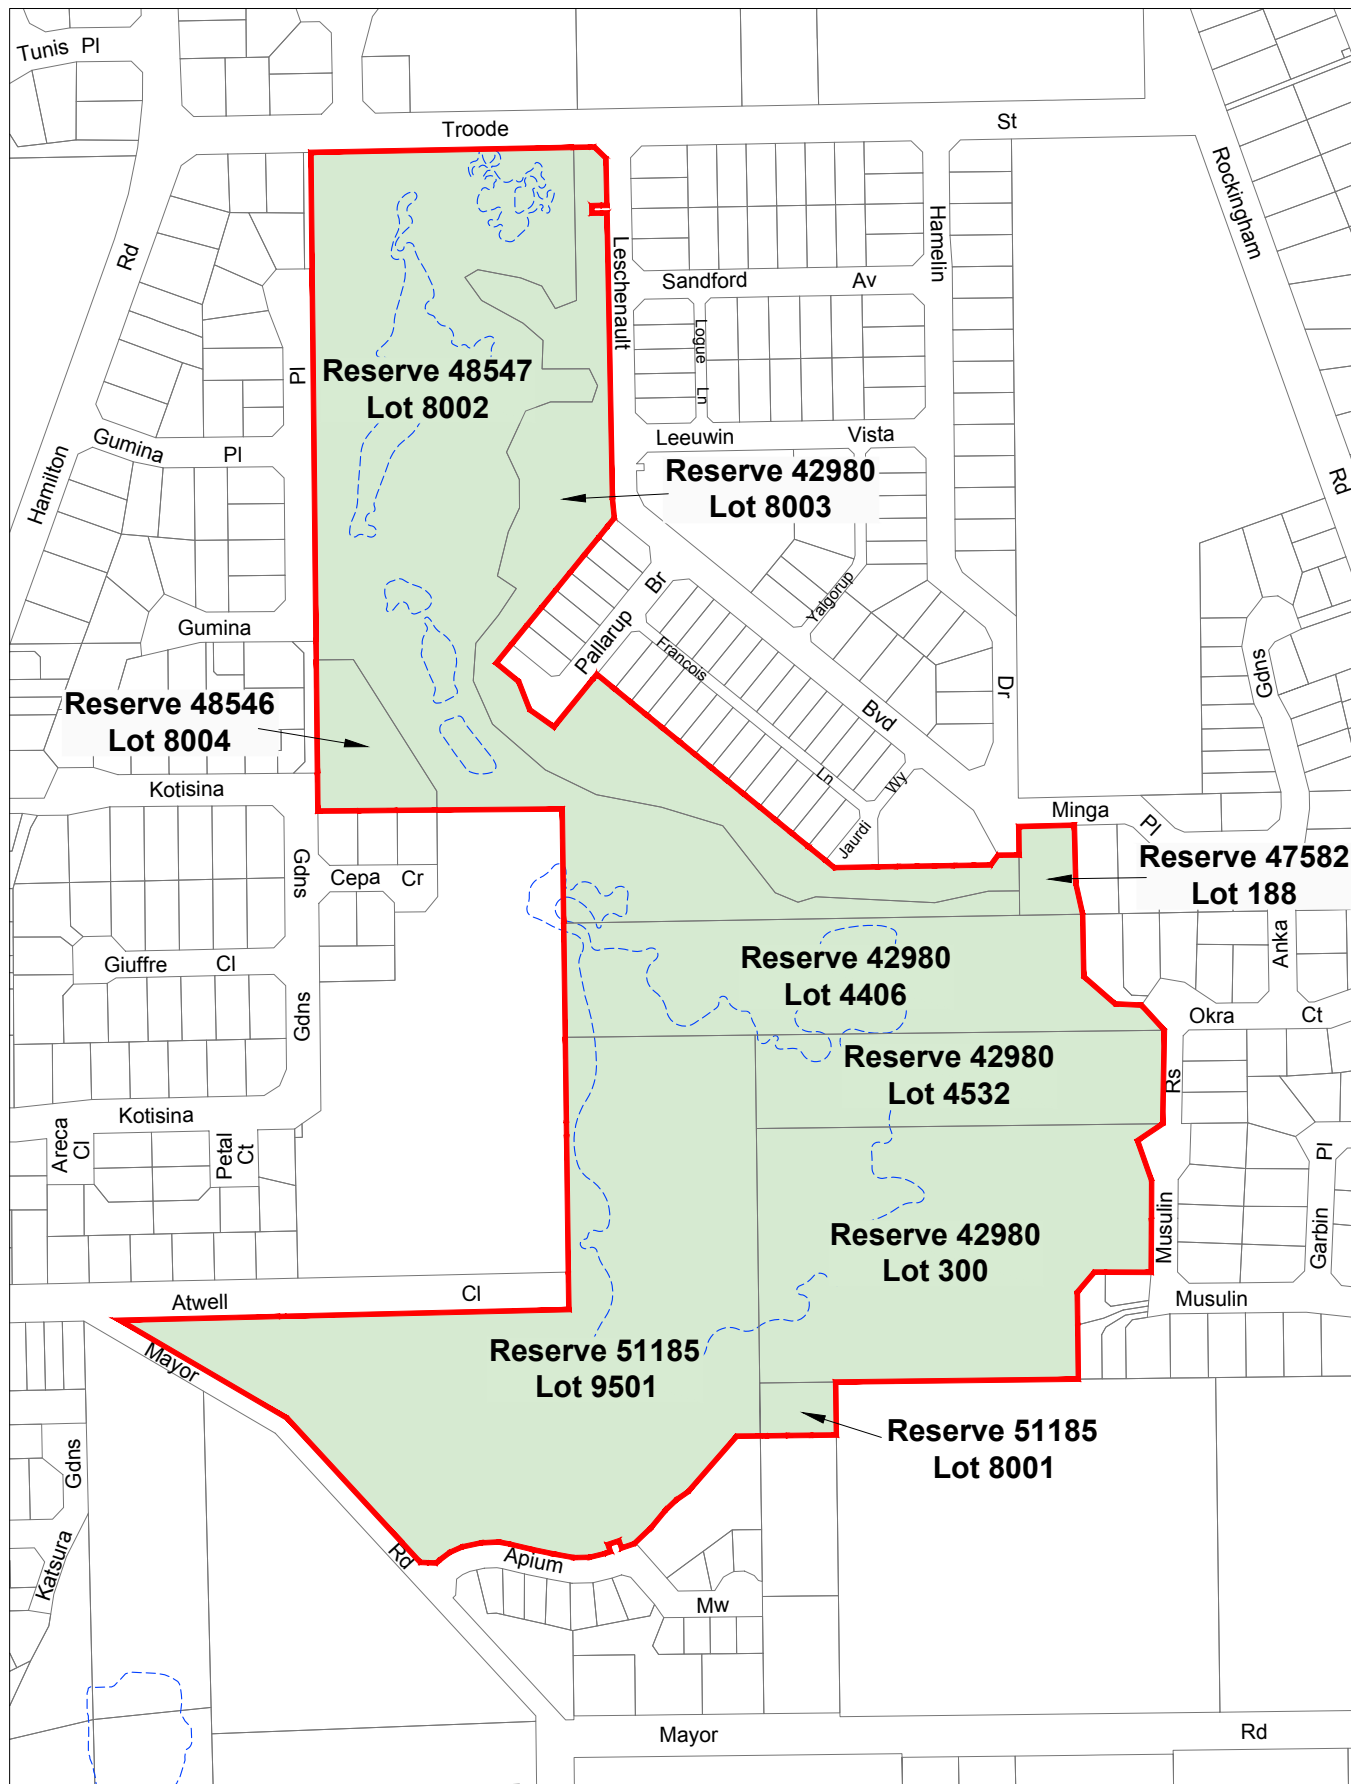 Tunis Pl
Troode
St
Rockingham
Rd
Rd
Hamilton
Leschenault
Hamelin
Sandford
Av
Logue
Ln
Pl
Reserve 48547
Lot 8002
Leeuwin
Vista
Gumina
Pl
Reserve 42980
Lot 8003
Br
Pallarup
Yalgorup
Francois
Gumina
Gdns
Dr
Bvd
Reserve 48546
Lot 8004
Ln
Wy
Kotisina
Jaurdi
Minga
Pl
Reserve 47582
Lot 188
Gdns
Cepa
Cr
Anka
Giuffre
Cl
Reserve 42980
Lot 4406
Gdns
Okra
Ct
Reserve 42980
Lot 4532
Rs
Kotisina
Areca
Cl
Petal
Ct
Pl
Musulin
Garbin
Reserve 42980
Lot 300
Atwell
Cl
Musulin
Mayor
Reserve 51185
Lot 9501
Reserve 51185
Lot 8001
Gdns
Katsura
Rd
Apium
Mw
Mayor
Rd